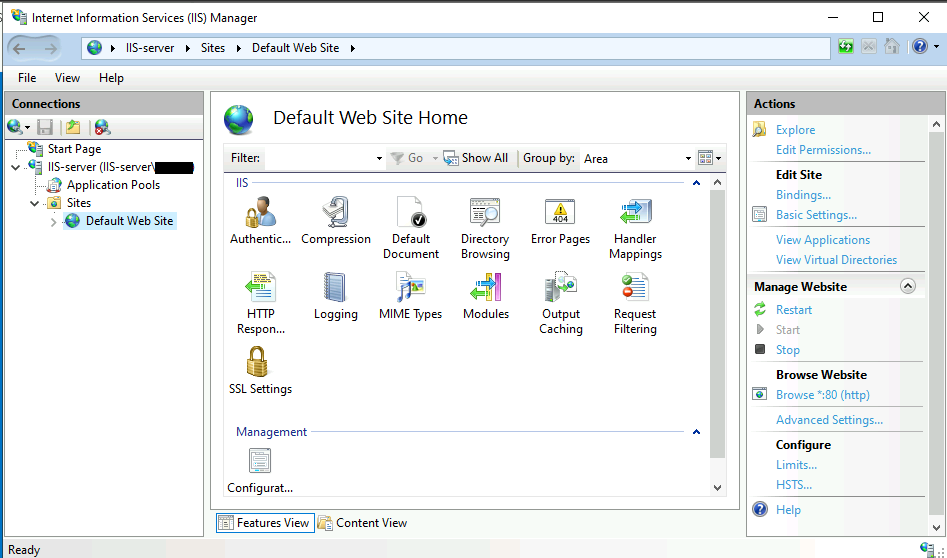 Internet Information Services (IIS) Manager
IIS-server Sites Default Web Site
File View Help
Connections
Start Page
IIS-server (IIS-server\
Application Pools
Sites
Default Web Site
Default Web Site Home
Filter: Go Show All Group by: Area
IIS
Authentic... Compression Default Document Directory Browsing Error Pages Handler Mappings
HTTP Respon... Logging MIME Types Modules Output Caching Request Filtering
SSL Settings
Management
Configurat...
Features View Content View
Actions
Explore
Edit Permissions...
Edit Site
Bindings...
Basic Settings...
View Applications
View Virtual Directories
Manage Website
Restart
Start
Stop
Browse Website
Browse *:80 (http)
Advanced Settings...
Configure
Limits...
HSTS...
Help
Ready